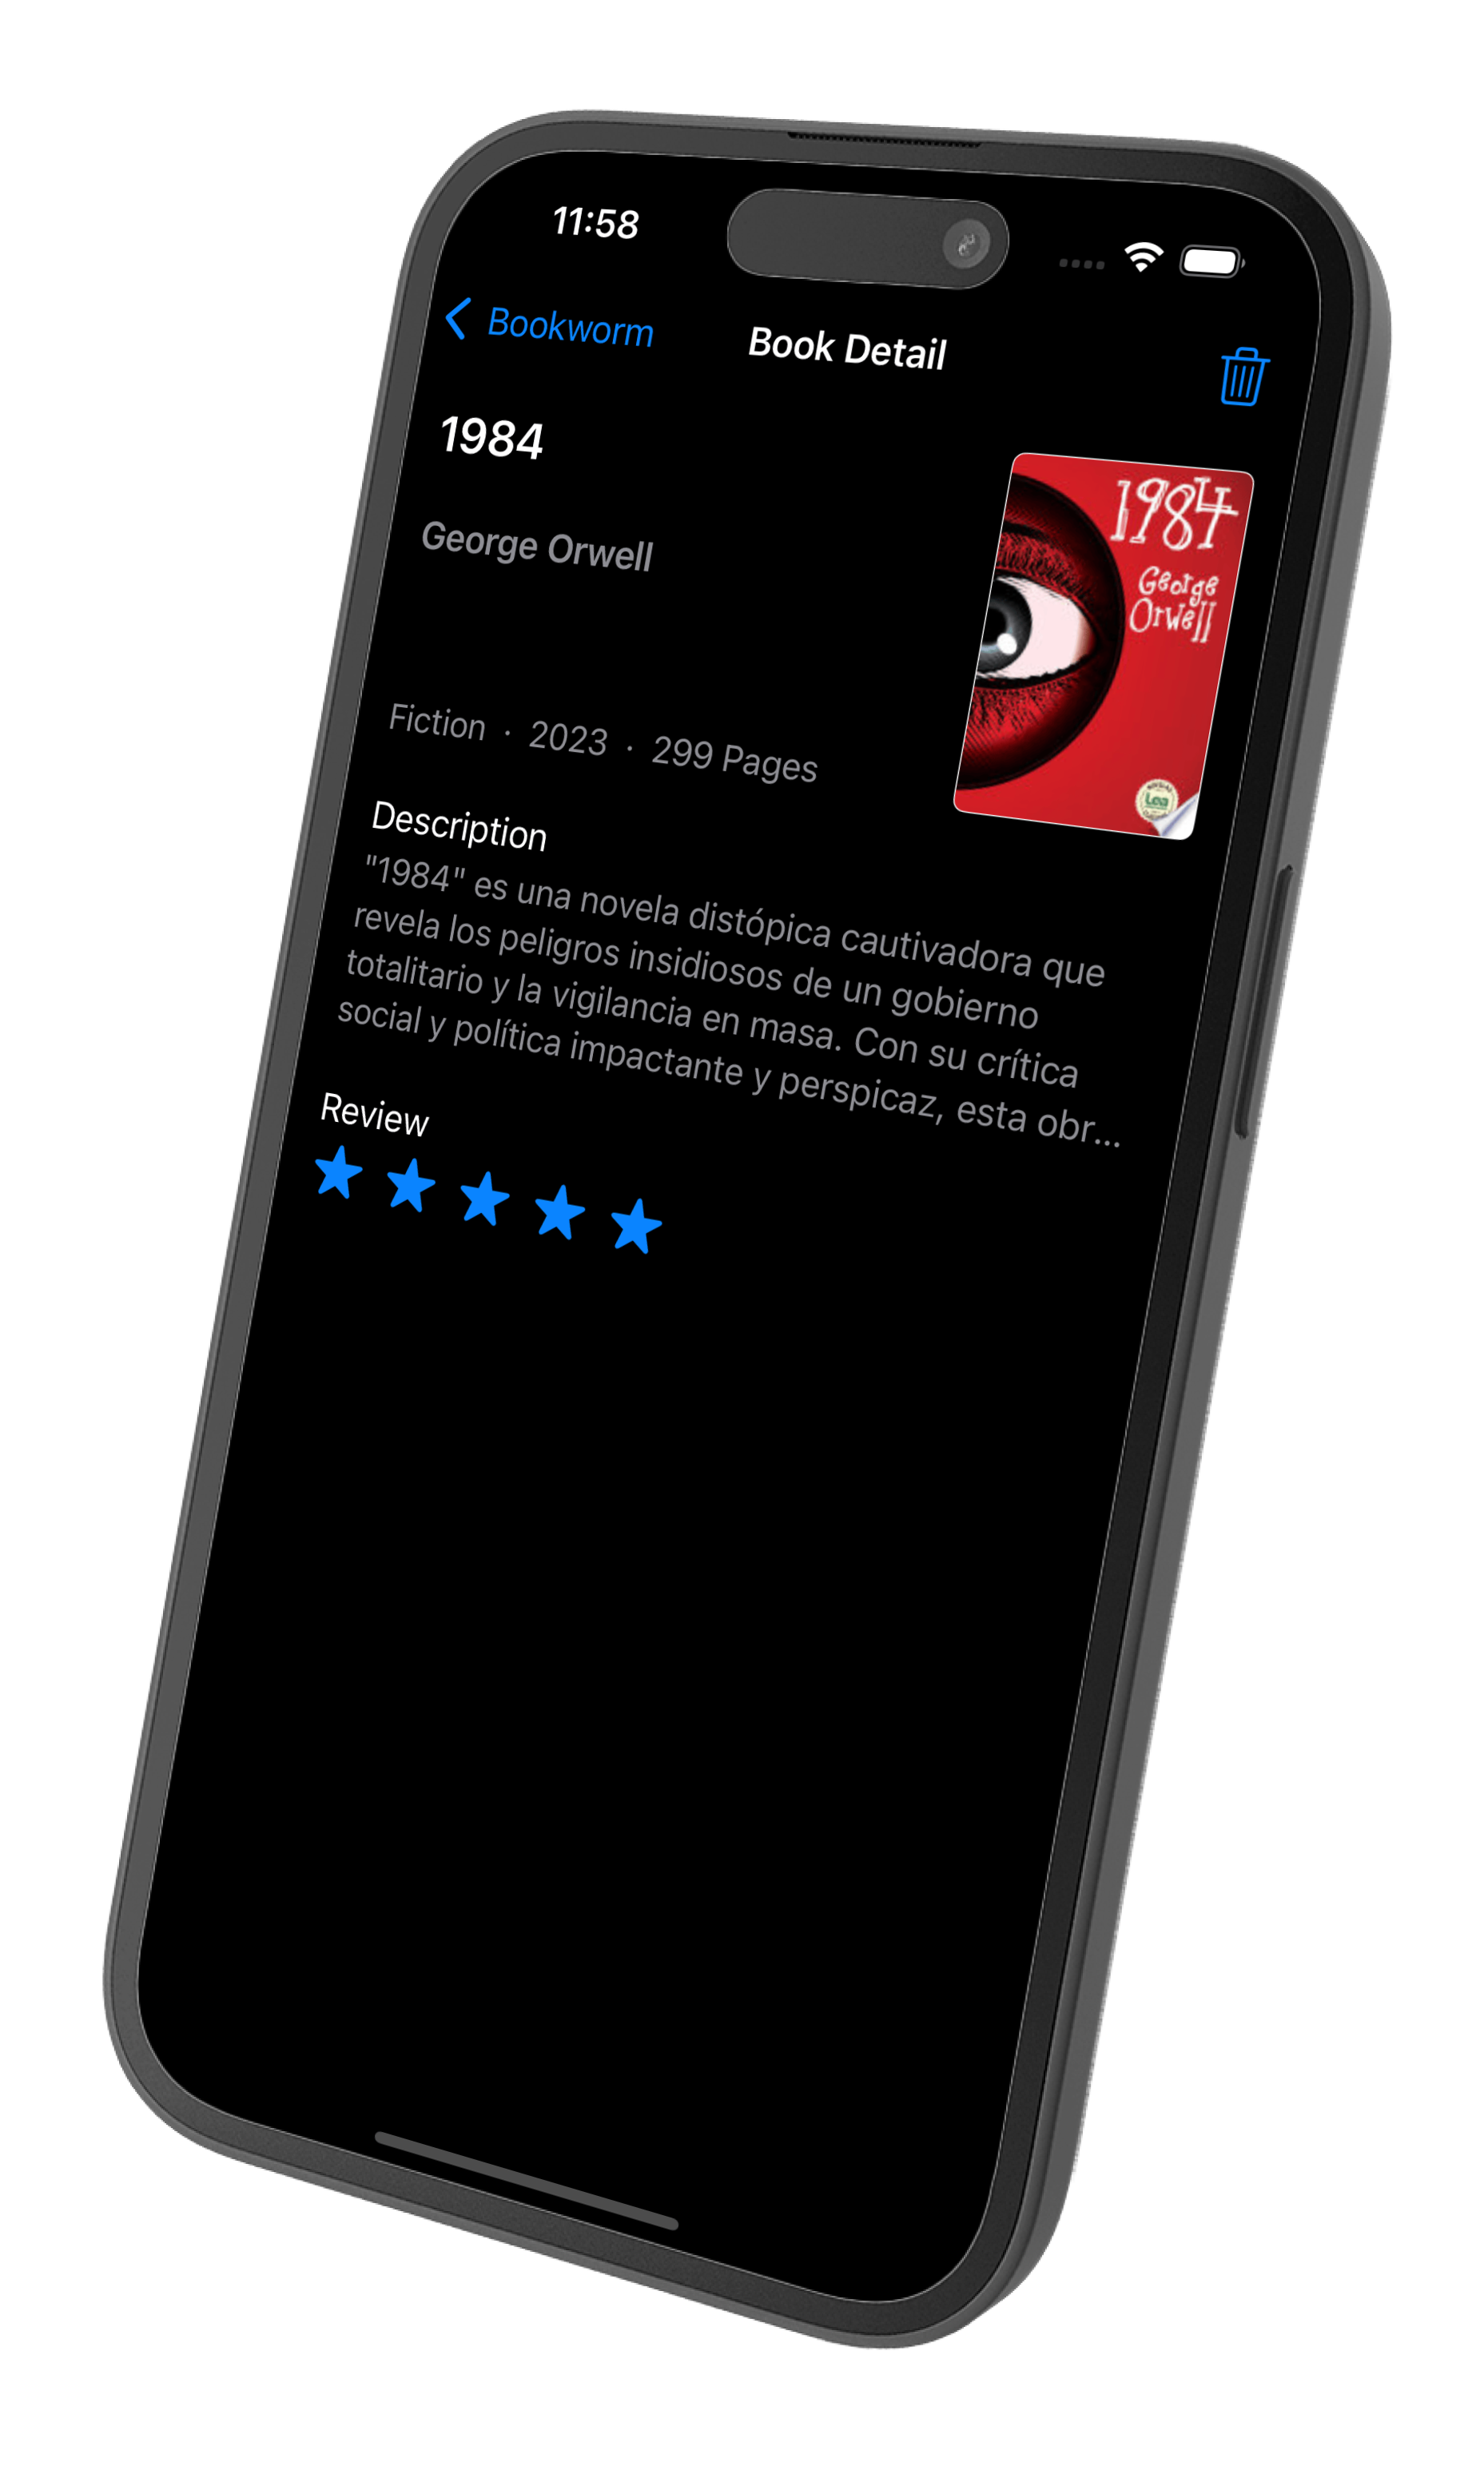 11:58
Bookworm
Book Detail
1984
George Orwell
1984
George
Orwell
Lea
Fiction · 2023 · 299 Pages
Description
"1984" es una novela distópica cautivadora que
revela los peligros insidiosos de un gobierno
totalitario y la vigilancia en masa. Con su crítica
social y política impactante y perspicaz, esta obr...
Review